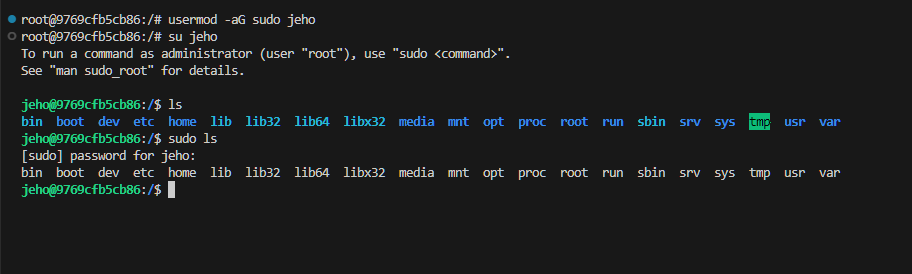 root@9769cfb5cb86:/# usermod -aG sudo jeho
root@9769cfb5cb86:/# su jeho
To run a command as administrator (user "root"), use "sudo <command>".
See "man sudo_root" for details.
jeho@9769cfb5cb86:/$ ls
bin boot dev etc home lib lib32 lib64 libx32 media mnt opt proc root run sbin srv sys tmp usr var
jeho@9769cfb5cb86:/$ sudo ls
[sudo] password for jeho:
bin boot dev etc home lib lib32 lib64 libx32 media mnt opt proc root run sbin srv sys tmp usr var
jeho@9769cfb5cb86:/$